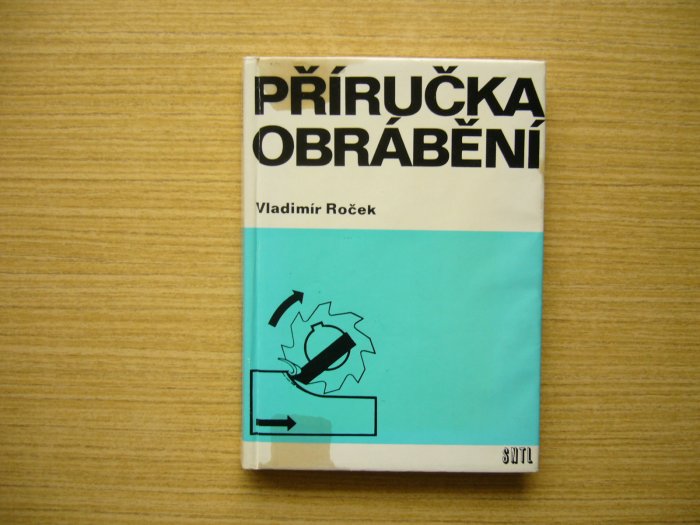 PŘÍRUČKA
OBRÁBĚNÍ
Vladimír Roček
SNTL